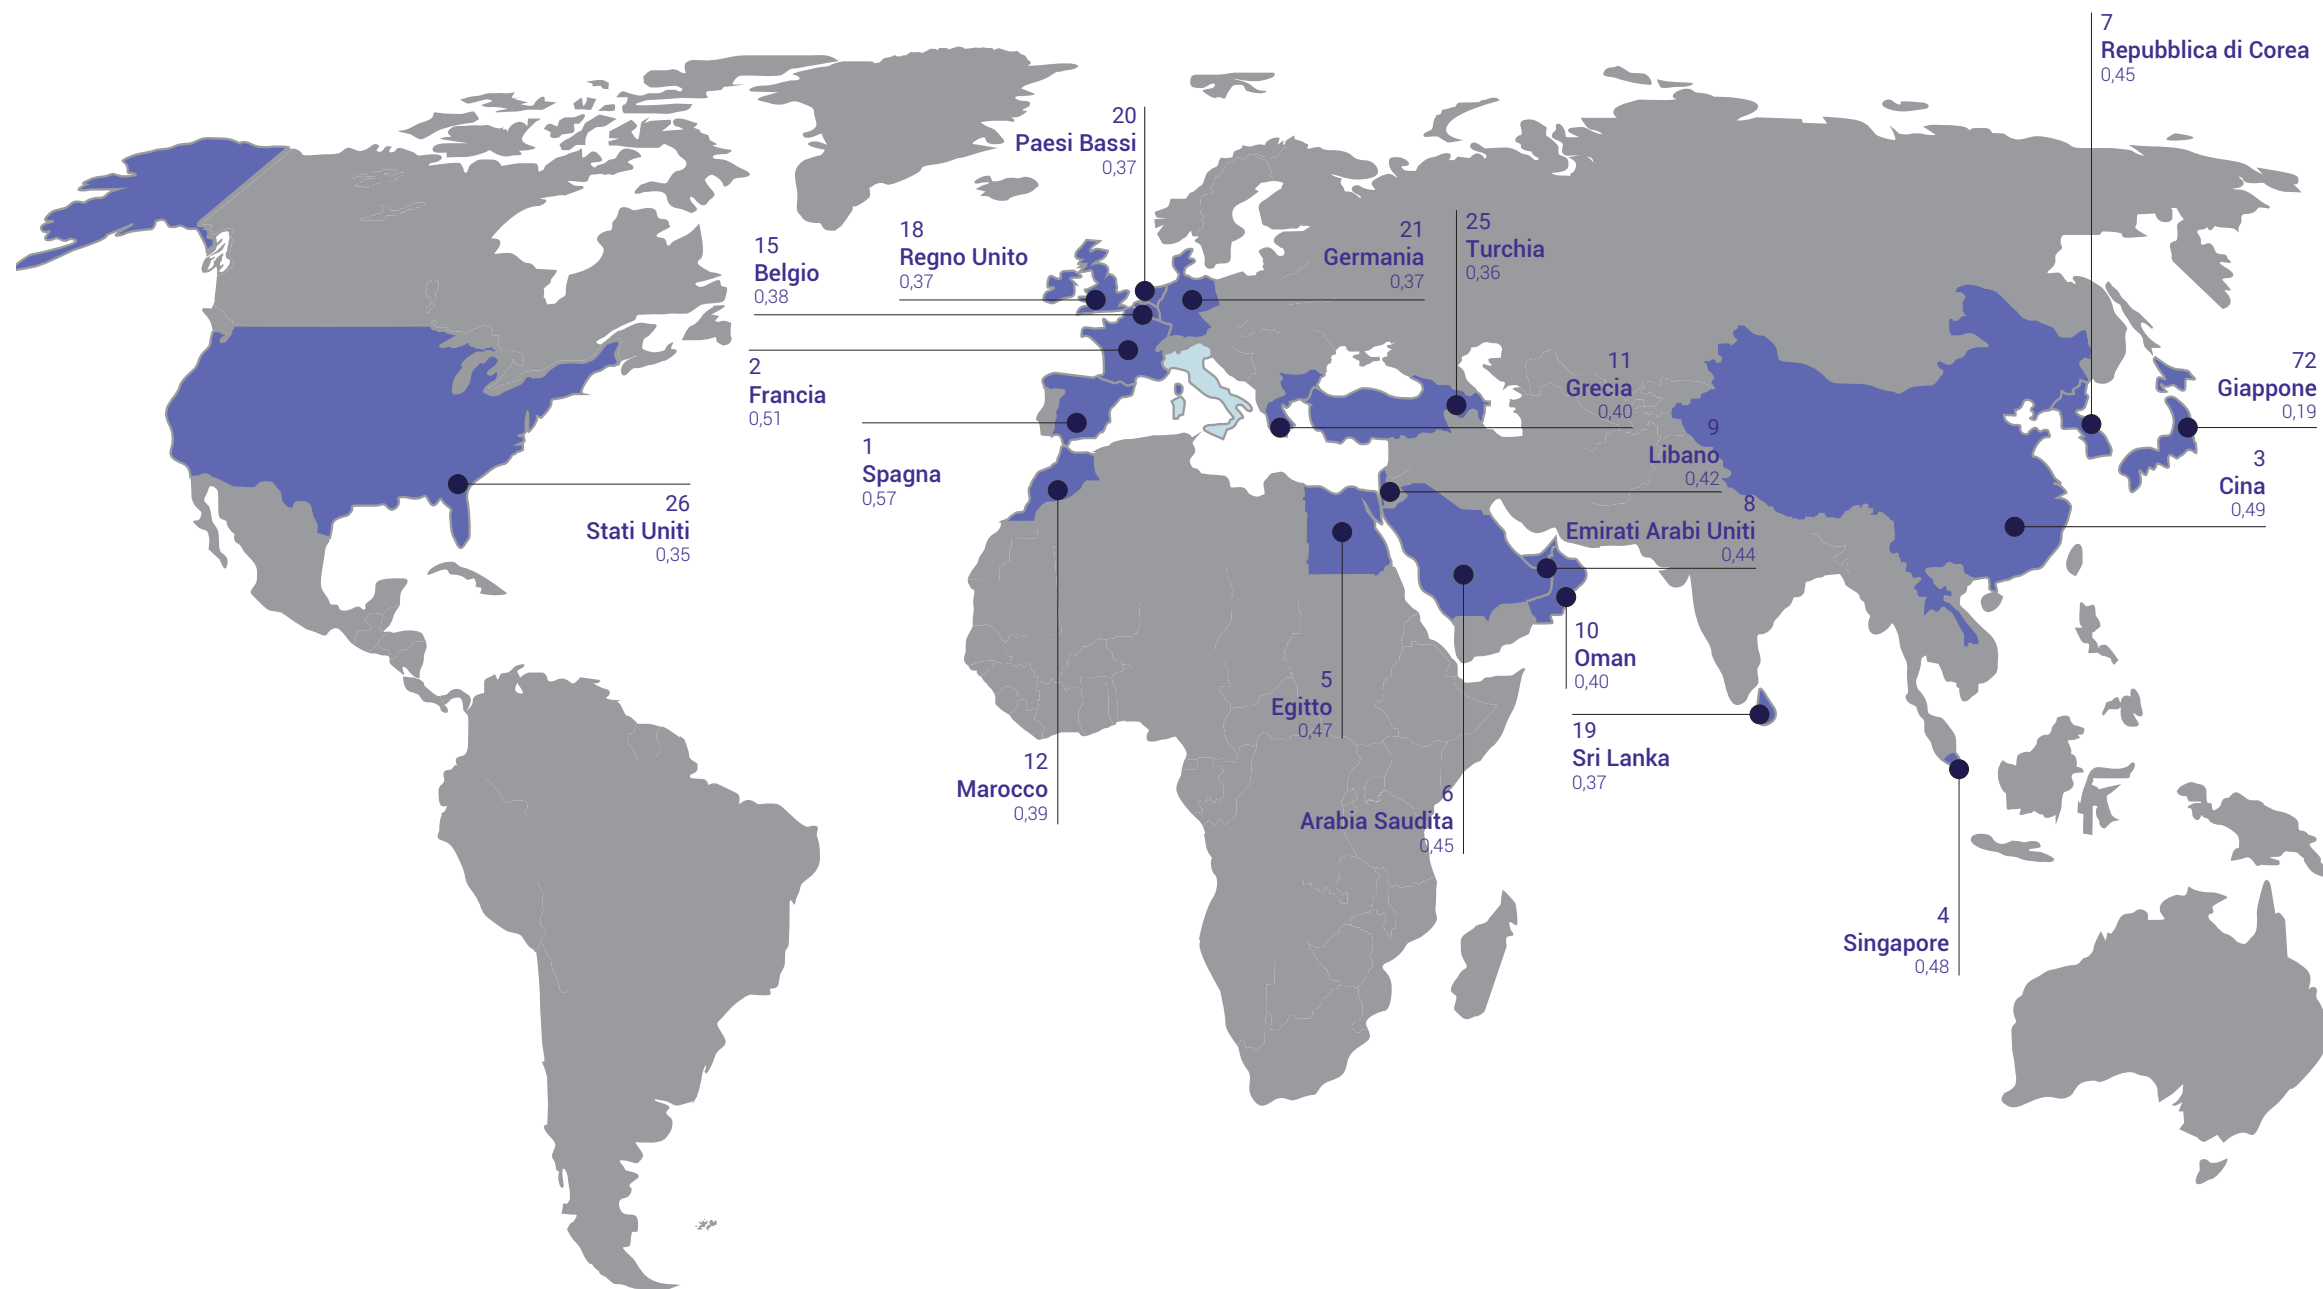 7
Repubblica di Corea
0,45
20
Paesi Bassi
0,37
18
Regno Unito
0,37
21
Germania
0,37
25
Turchia
0,36
15
Belgio
0,38
2
Francia
0,51
11
Grecia
0,40
72
Giappone
0,19
1
Spagna
0,57
9
Libano
0,42
3
Cina
0,49
26
Stati Uniti
0,35
8
Emirati Arabi Uniti
0,44
10
Oman
0,40
5
Egitto
0,47
19
Sri Lanka
0,37
12
Marocco
0,39
6
Arabia Saudita
0,45
4
Singapore
0,48